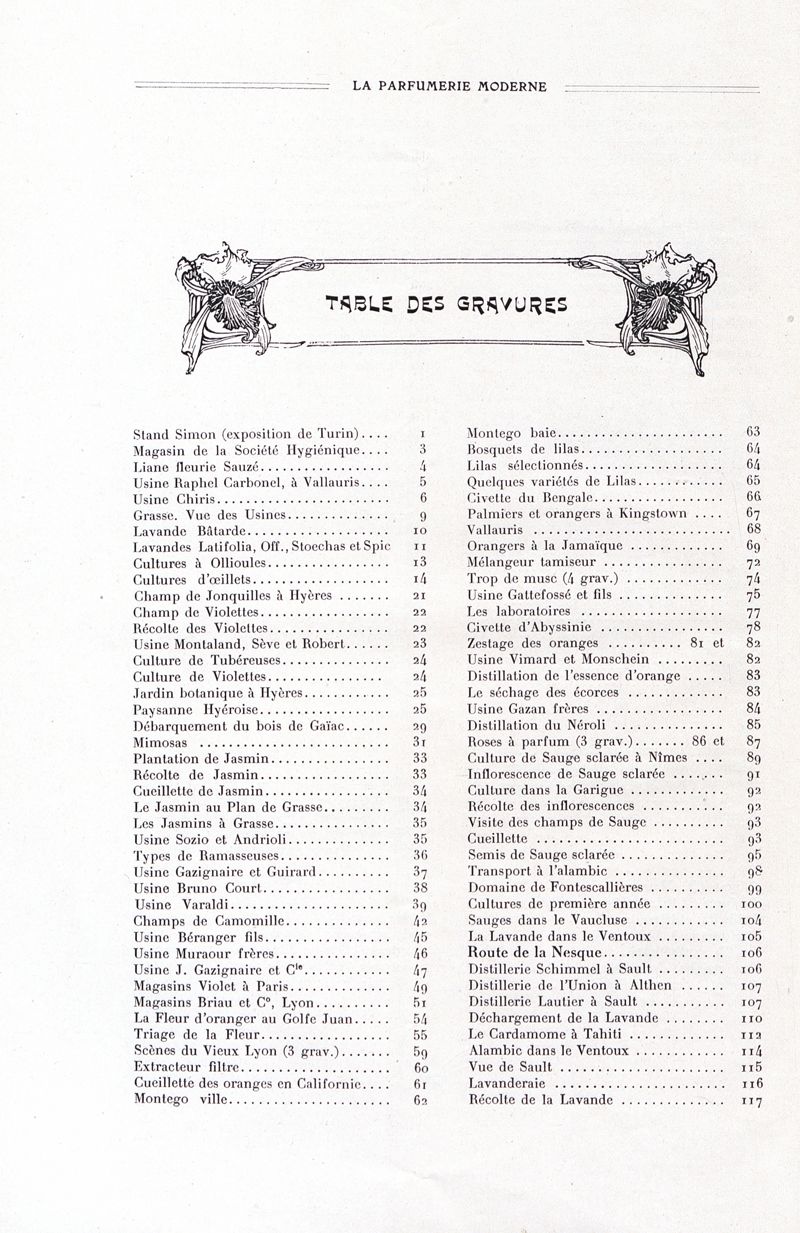 LA PARFUMERIE MODERNE
TABLE DES GRAVURES
Stand Simon (exposition de Turin).... 1
Magasin de la Société Hygiénique.... 3
Liane fleurie Sauzé................. 4
Usine Raphel Carbonel, à Vallauris.... 5
Usine Chiris........................ 6
Grasse. Vue des Usines.............. 9
Lavande Bâtarde................... 10
Lavandes Latifolia, Off., Stoechas et Spic 11
Cultures à Ollioules................. 13
Cultures d'œillets................... 14
Champ de Jonquilles à Hyères ....... 21
Champ de Violettes.................. 22
Récolte des Violettes................ 22
Usine Montaland, Sève et Robert...... 23
Culture de Tubéreuses............... 24
Culture de Violettes................ 24
Jardin botanique à Hyères............ 25
Paysanne Hyéroise.................. 25
Débarquement du bois de Gaïac...... 29
Mimosas .......................... 31
Plantation de Jasmin................ 33
Récolte de Jasmin.................. 33
Cueillette de Jasmin................. 34
Le Jasmin au Plan de Grasse......... 34
Les Jasmins à Grasse................ 35
Usine Sozio et Andrioli.............. 35
Types de Ramasseuses............... 36
Usine Gazignaire et Guirard.......... 37
Usine Bruno Court.................. 38
Usine Varaldi...................... 39
Champs de Camomille.............. 42
Usine Béranger fils................. 45
Usine Muraour frères................ 46
Usine J. Gazignaire et Cie............ 47
Magasins Violet à Paris.............. 49
Magasins Briau et Co, Lyon.......... 51
La Fleur d'oranger au Golfe Juan..... 54
Triage de la Fleur.................. 55
Scènes du Vieux Lyon (3 grav.)....... 59
Extracteur filtre.................... 60
Cueillette des oranges en Californie.... 61
Montego ville...................... 62
Montego baie...................... 63
Bosquets de lilas................... 64
Lilas sélectionnés................... 64
Quelques variétés de Lilas............ 65
Civette du Bengale.................. 66
Palmiers et orangers à Kingstown .... 67
Vallauris .......................... 68
Orangers à la Jamaïque ............. 69
Mélangeur tamiseur ................ 72
Trop de musc (4 grav.) ............. 74
Usine Gattefossé et fils .............. 75
Les laboratoires ................... 77
Civette d'Abyssinie ................. 78
Zestage des oranges .......... 81 et 82
Usine Vimard et Monschein ......... 82
Distillation de l'essence d'orange ..... 83
Le séchage des écorces ............. 83
Usine Gazan frères ................. 84
Distillation du Néroli ............... 85
Roses à parfum (3 grav.)....... 86 et 87
Culture de Sauge sclarée à Nîmes .... 89
Inflorescence de Sauge sclarée ....... 91
Culture dans la Garigue ............. 92
Récolte des inflorescences ........... 92
Visite des champs de Sauge .......... 93
Cueillette .......................... 93
Semis de Sauge sclarée .............. 95
Transport à l'alambic ............... 98
Domaine de Fontescallières .......... 99
Cultures de première année ......... 100
Sauges dans le Vaucluse ............ 104
La Lavande dans le Ventoux ......... 105
Route de la Nesque................ 106
Distillerie Schimmel à Sault ......... 106
Distillerie de l'Union à Althen ...... 107
Distillerie Lautier à Sault ........... 107
Déchargement de la Lavande ........ 110
Le Cardamome à Tahiti ............. 112
Alambic dans le Ventoux ............ 114
Vue de Sault ...................... 115
Lavanderaie ....................... 116
Récolte de la Lavande .............. 117